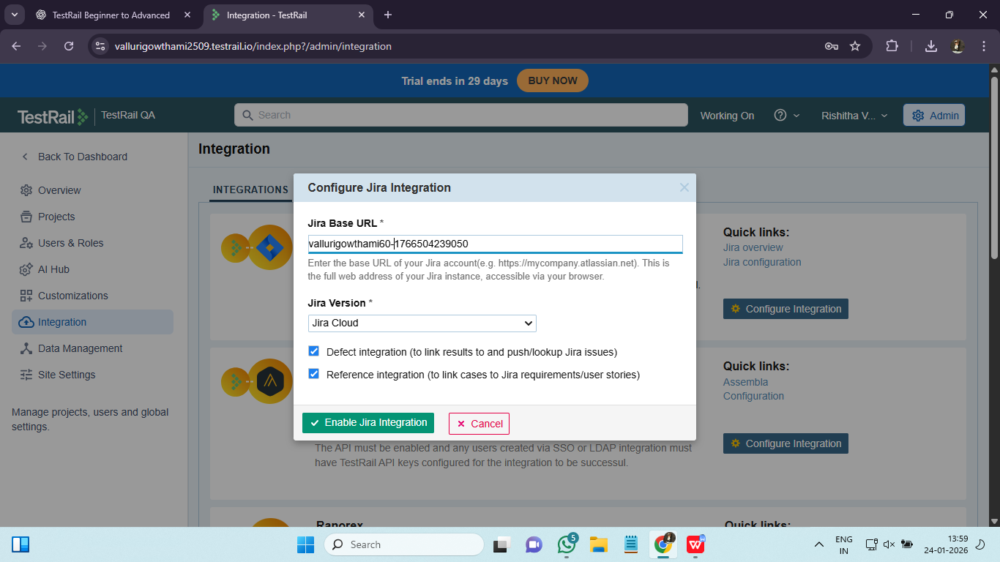 TestRail Beginner to Advanced
Integration - TestRail
vallurigowthami2509.testrail.io/index.php?/admin/integration
Trial ends in 29 days
BUY NOW
TestRail
TestRail QA
Search
Working On
Rishitha V...
Admin
Back To Dashboard
Overview
Projects
Users & Roles
AI Hub
Customizations
Integration
Data Management
Site Settings
Manage projects, users and global
settings.
Integration
INTEGRATIONS
Configure Jira Integration
Jira Base URL *
vallurigowthami60-1766504239050
Enter the base URL of your Jira account(e.g. https://mycompany.atlassian.net). This is
the full web address of your Jira instance, accessible via your browser.
Jira Version *
Jira Cloud
Defect integration (to link results to and push/lookup Jira issues)
Reference integration (to link cases to Jira requirements/user stories)
Enable Jira Integration
Cancel
Quick links:
Jira overview
Jira configuration
Configure Integration
Quick links:
Assembla
Configuration
Configure Integration
The API must be enabled and any users created via SSO or LDAP integration must
have TestRail API keys configured for the integration to be successul.
Ranorex
Quick links:
Search
5
ENG
IN
13:59
24-01-2026